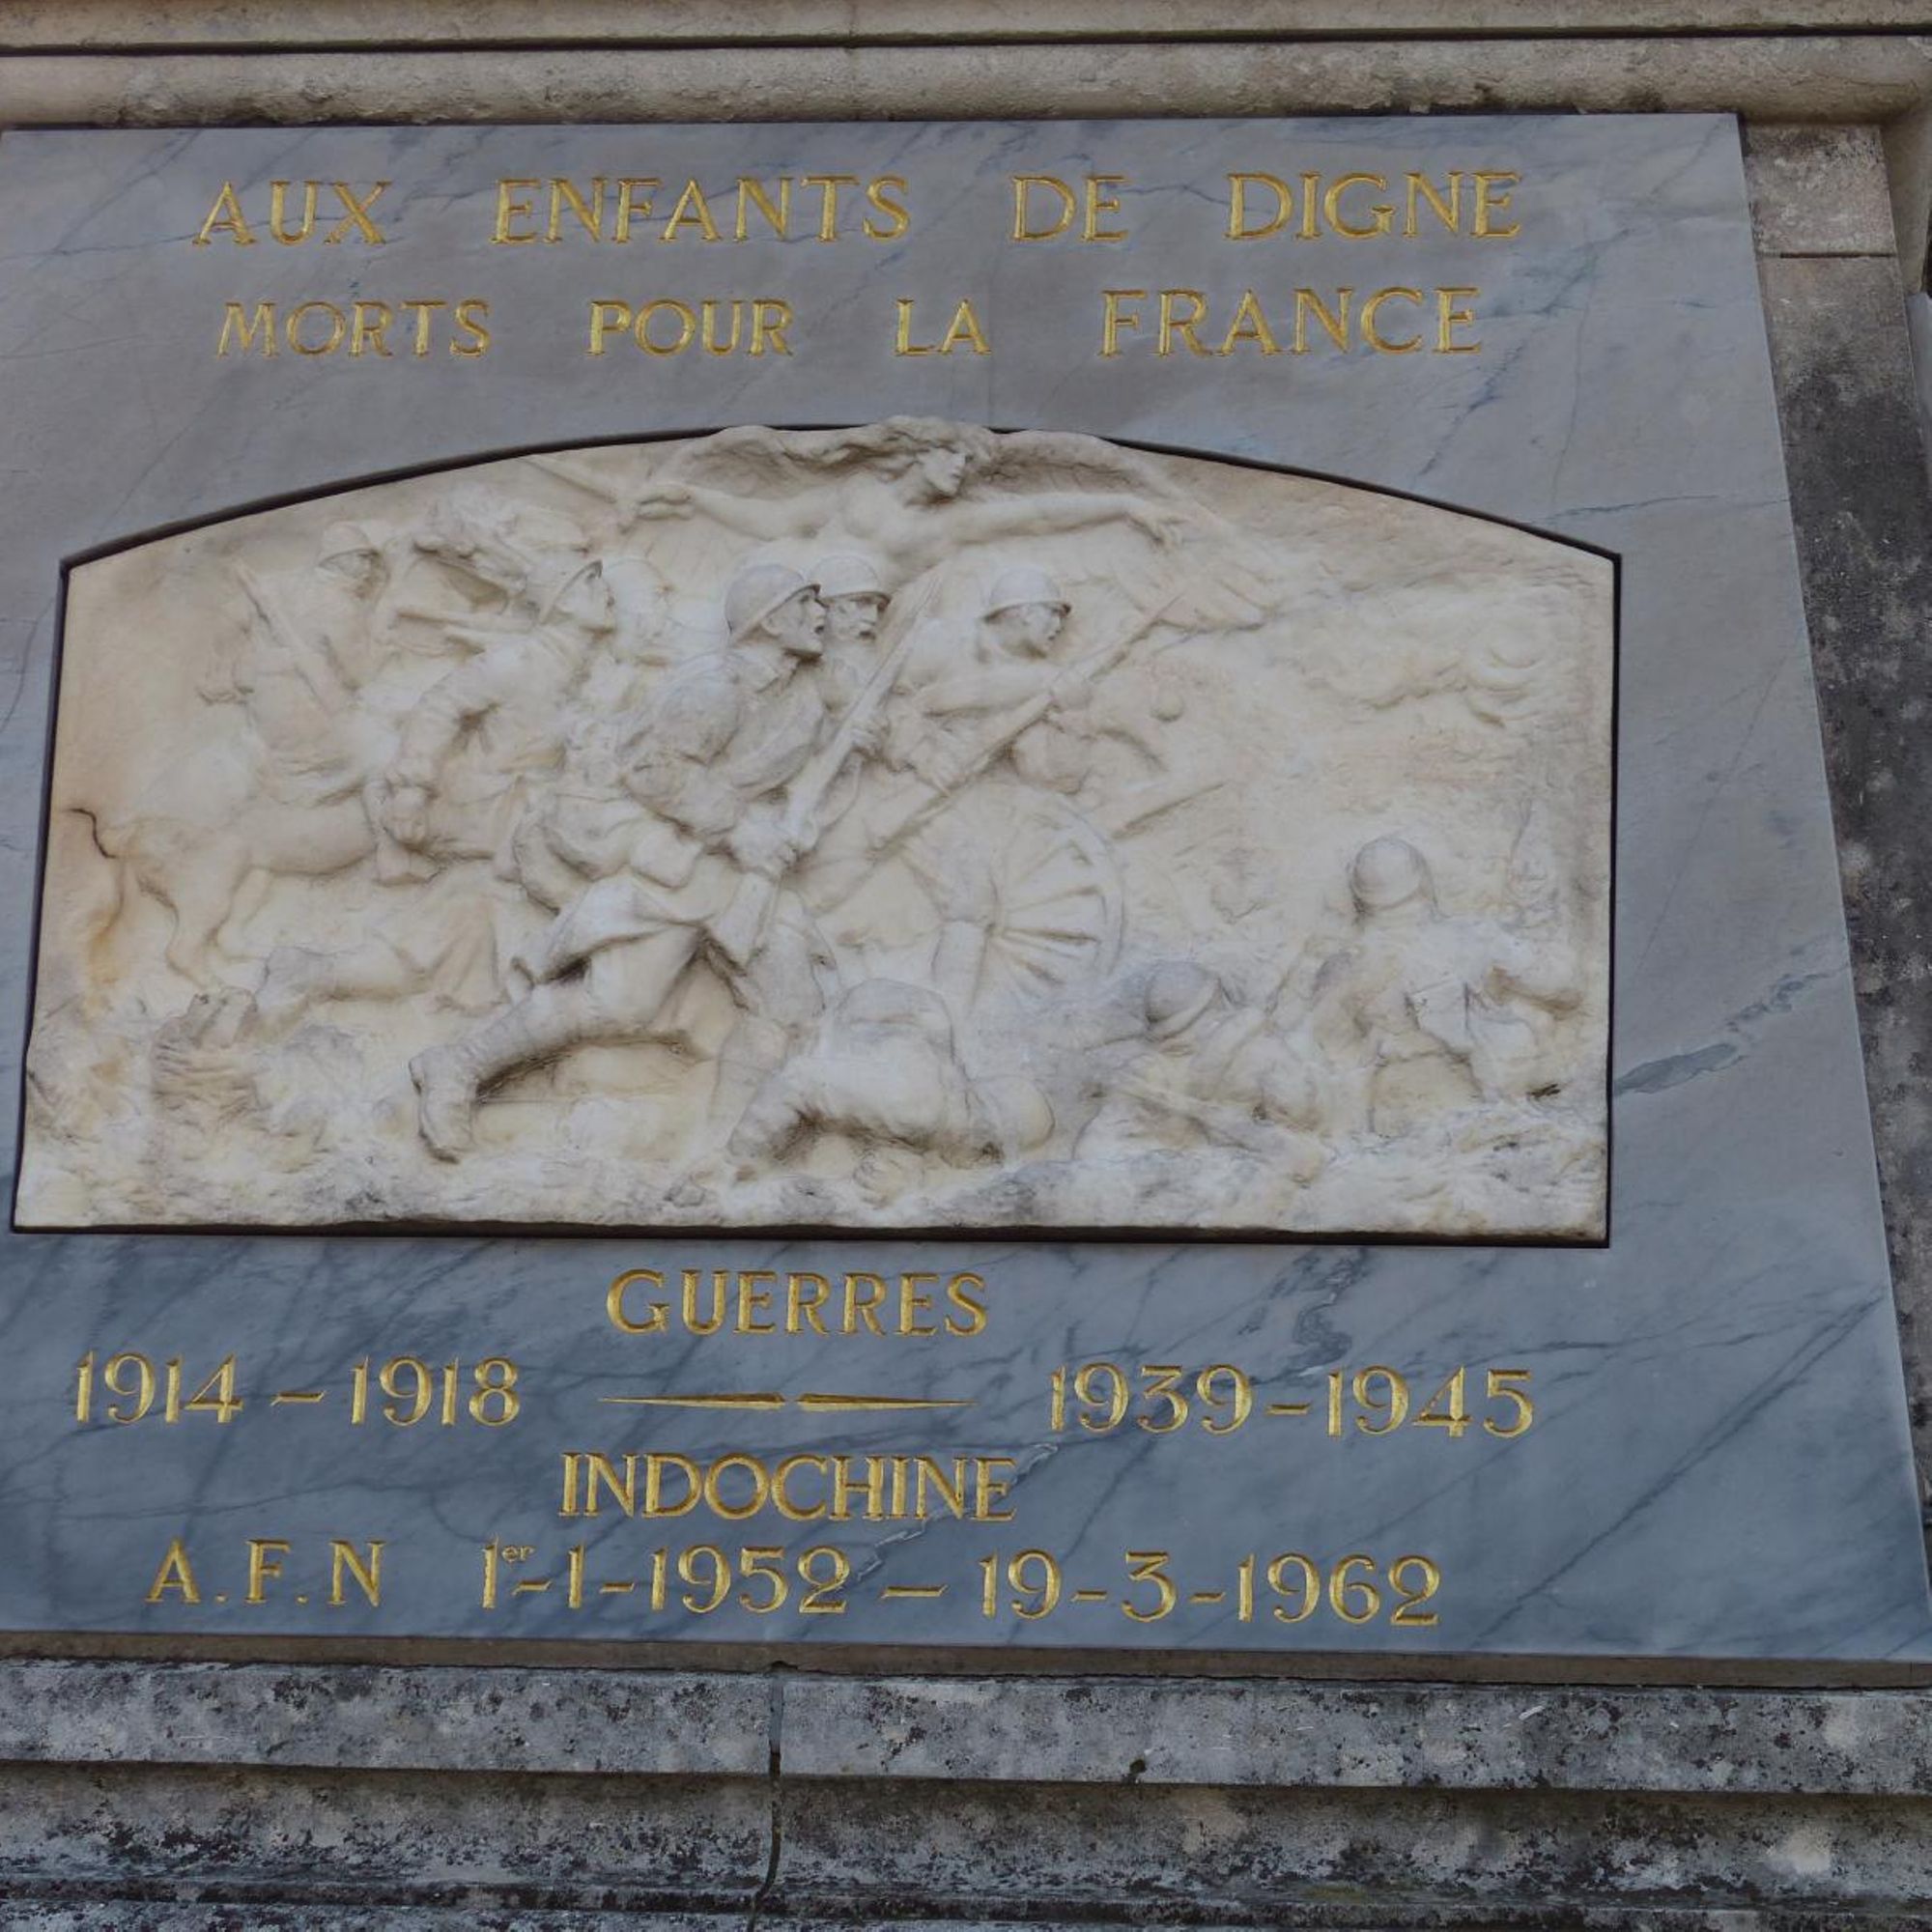 AUX ENFANTS DE DIGNE
MORTS POUR LA FRANCE
GUERRES
1914 - 1918 1939-1945
INDOCHINE
A.F.N 1er-1-1952 - 19-3-1962